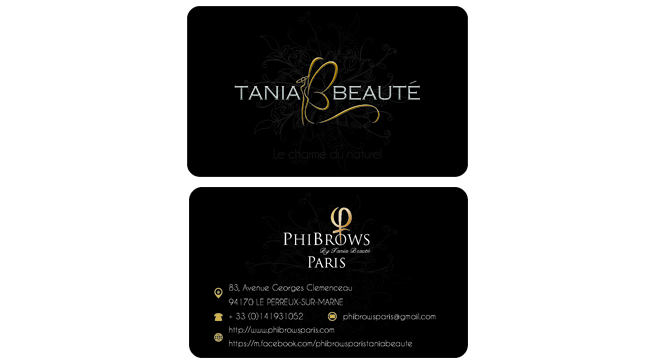 TANIA B BEAUTÉ
Le charme du naturel
PHIBROWS
By Tania Beauté
PARIS
83, Avenue Georges Clemenceau
94170 LE PERREUX-SUR-MARNE
+ 33 (0)141931052
phibrowsparis@gmail.com
http://www.phibrowsparis.com
https://m.facebook.com/phibrowsparistaniabeaute